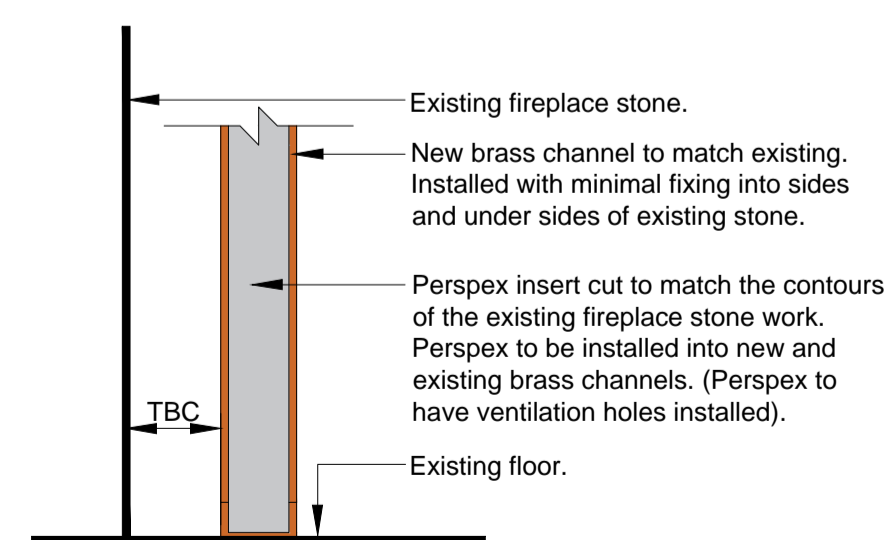 Existing fireplace stone.
New brass channel to match existing.
Installed with minimal fixing into sides
and under sides of existing stone.
Perspex insert cut to match the contours
of the existing fireplace stone work.
Perspex to be installed into new and
existing brass channels. (Perspex to
have ventilation holes installed).
TBC
Existing floor.